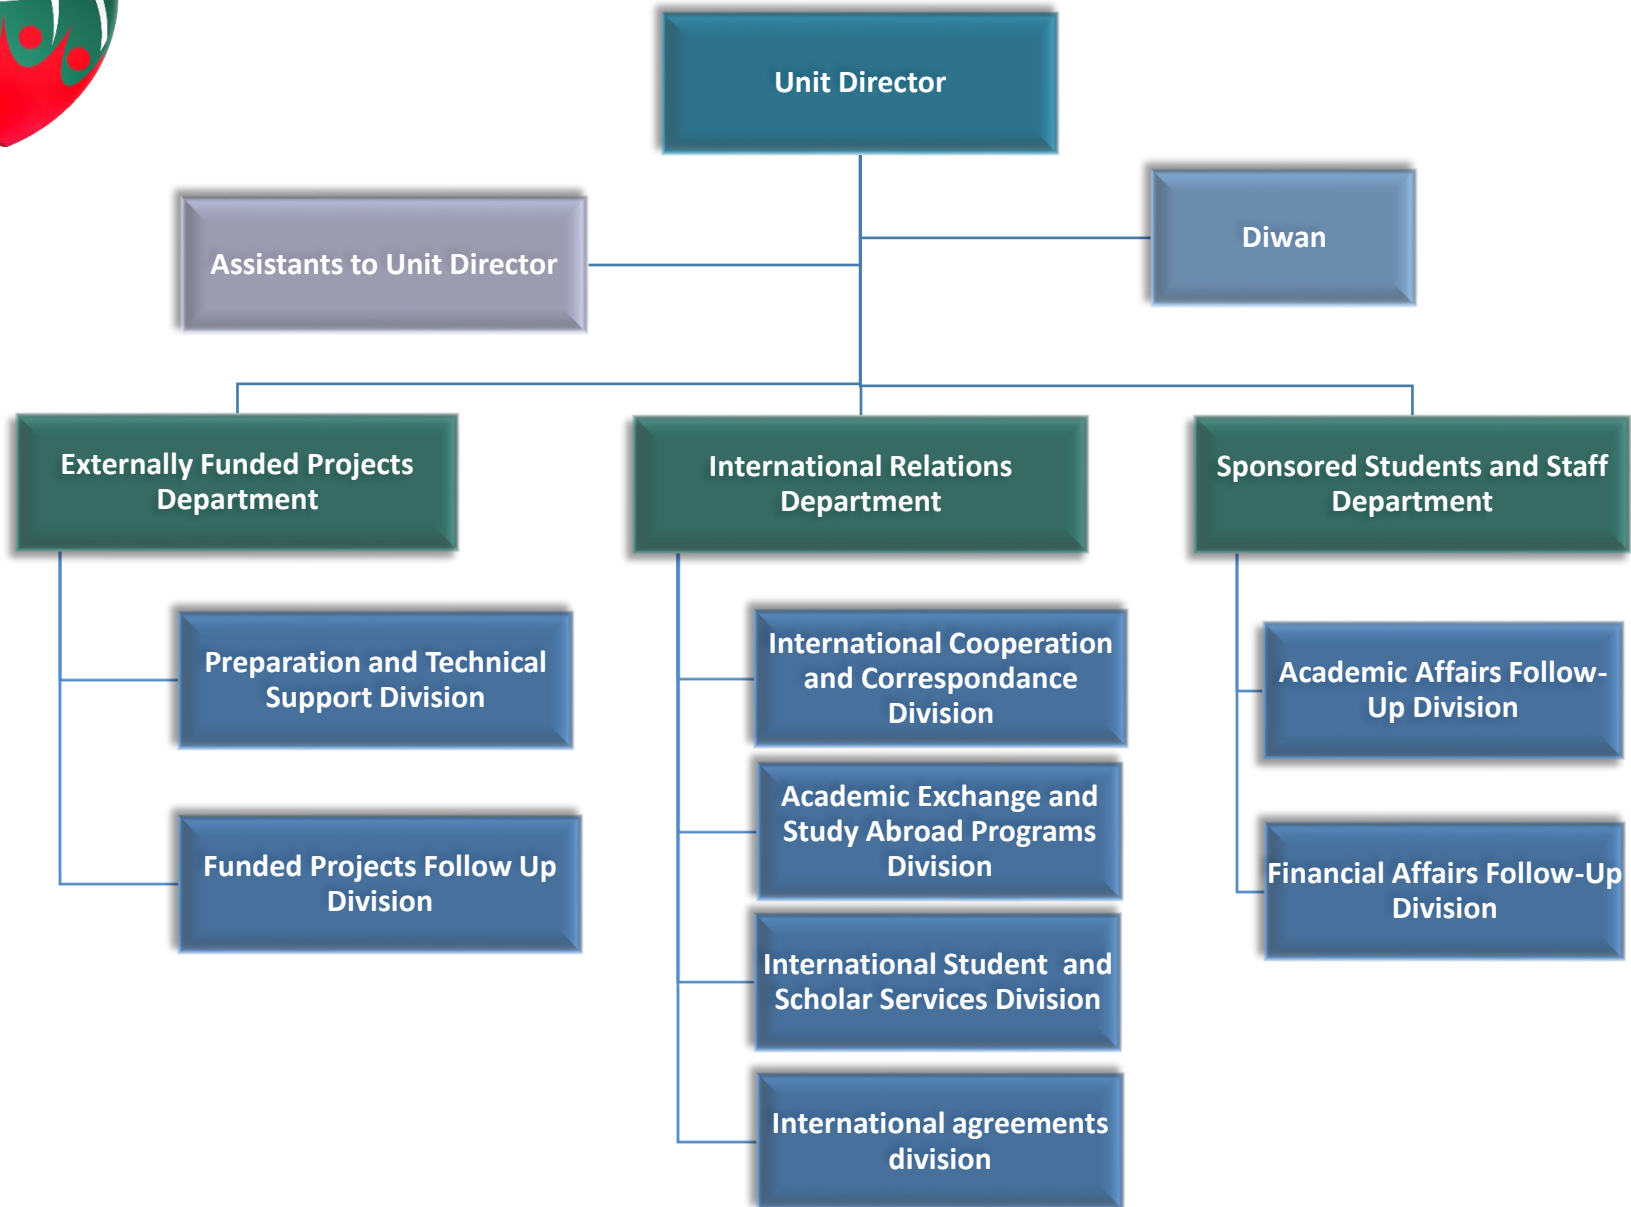 Unit Director
Assistants to Unit Director
Diwan
Externally Funded Projects
Department
International Relations
Department
Sponsored Students and Staff
Department
Preparation and Technical
Support Division
Funded Projects Follow Up
Division
International Cooperation
and Correspondance
Division
Academic Exchange and
Study Abroad Programs
Division
International Student  and
Scholar Services Division
International agreements
division
Academic Affairs Follow-
Up Division
Financial Affairs Follow-Up
Division